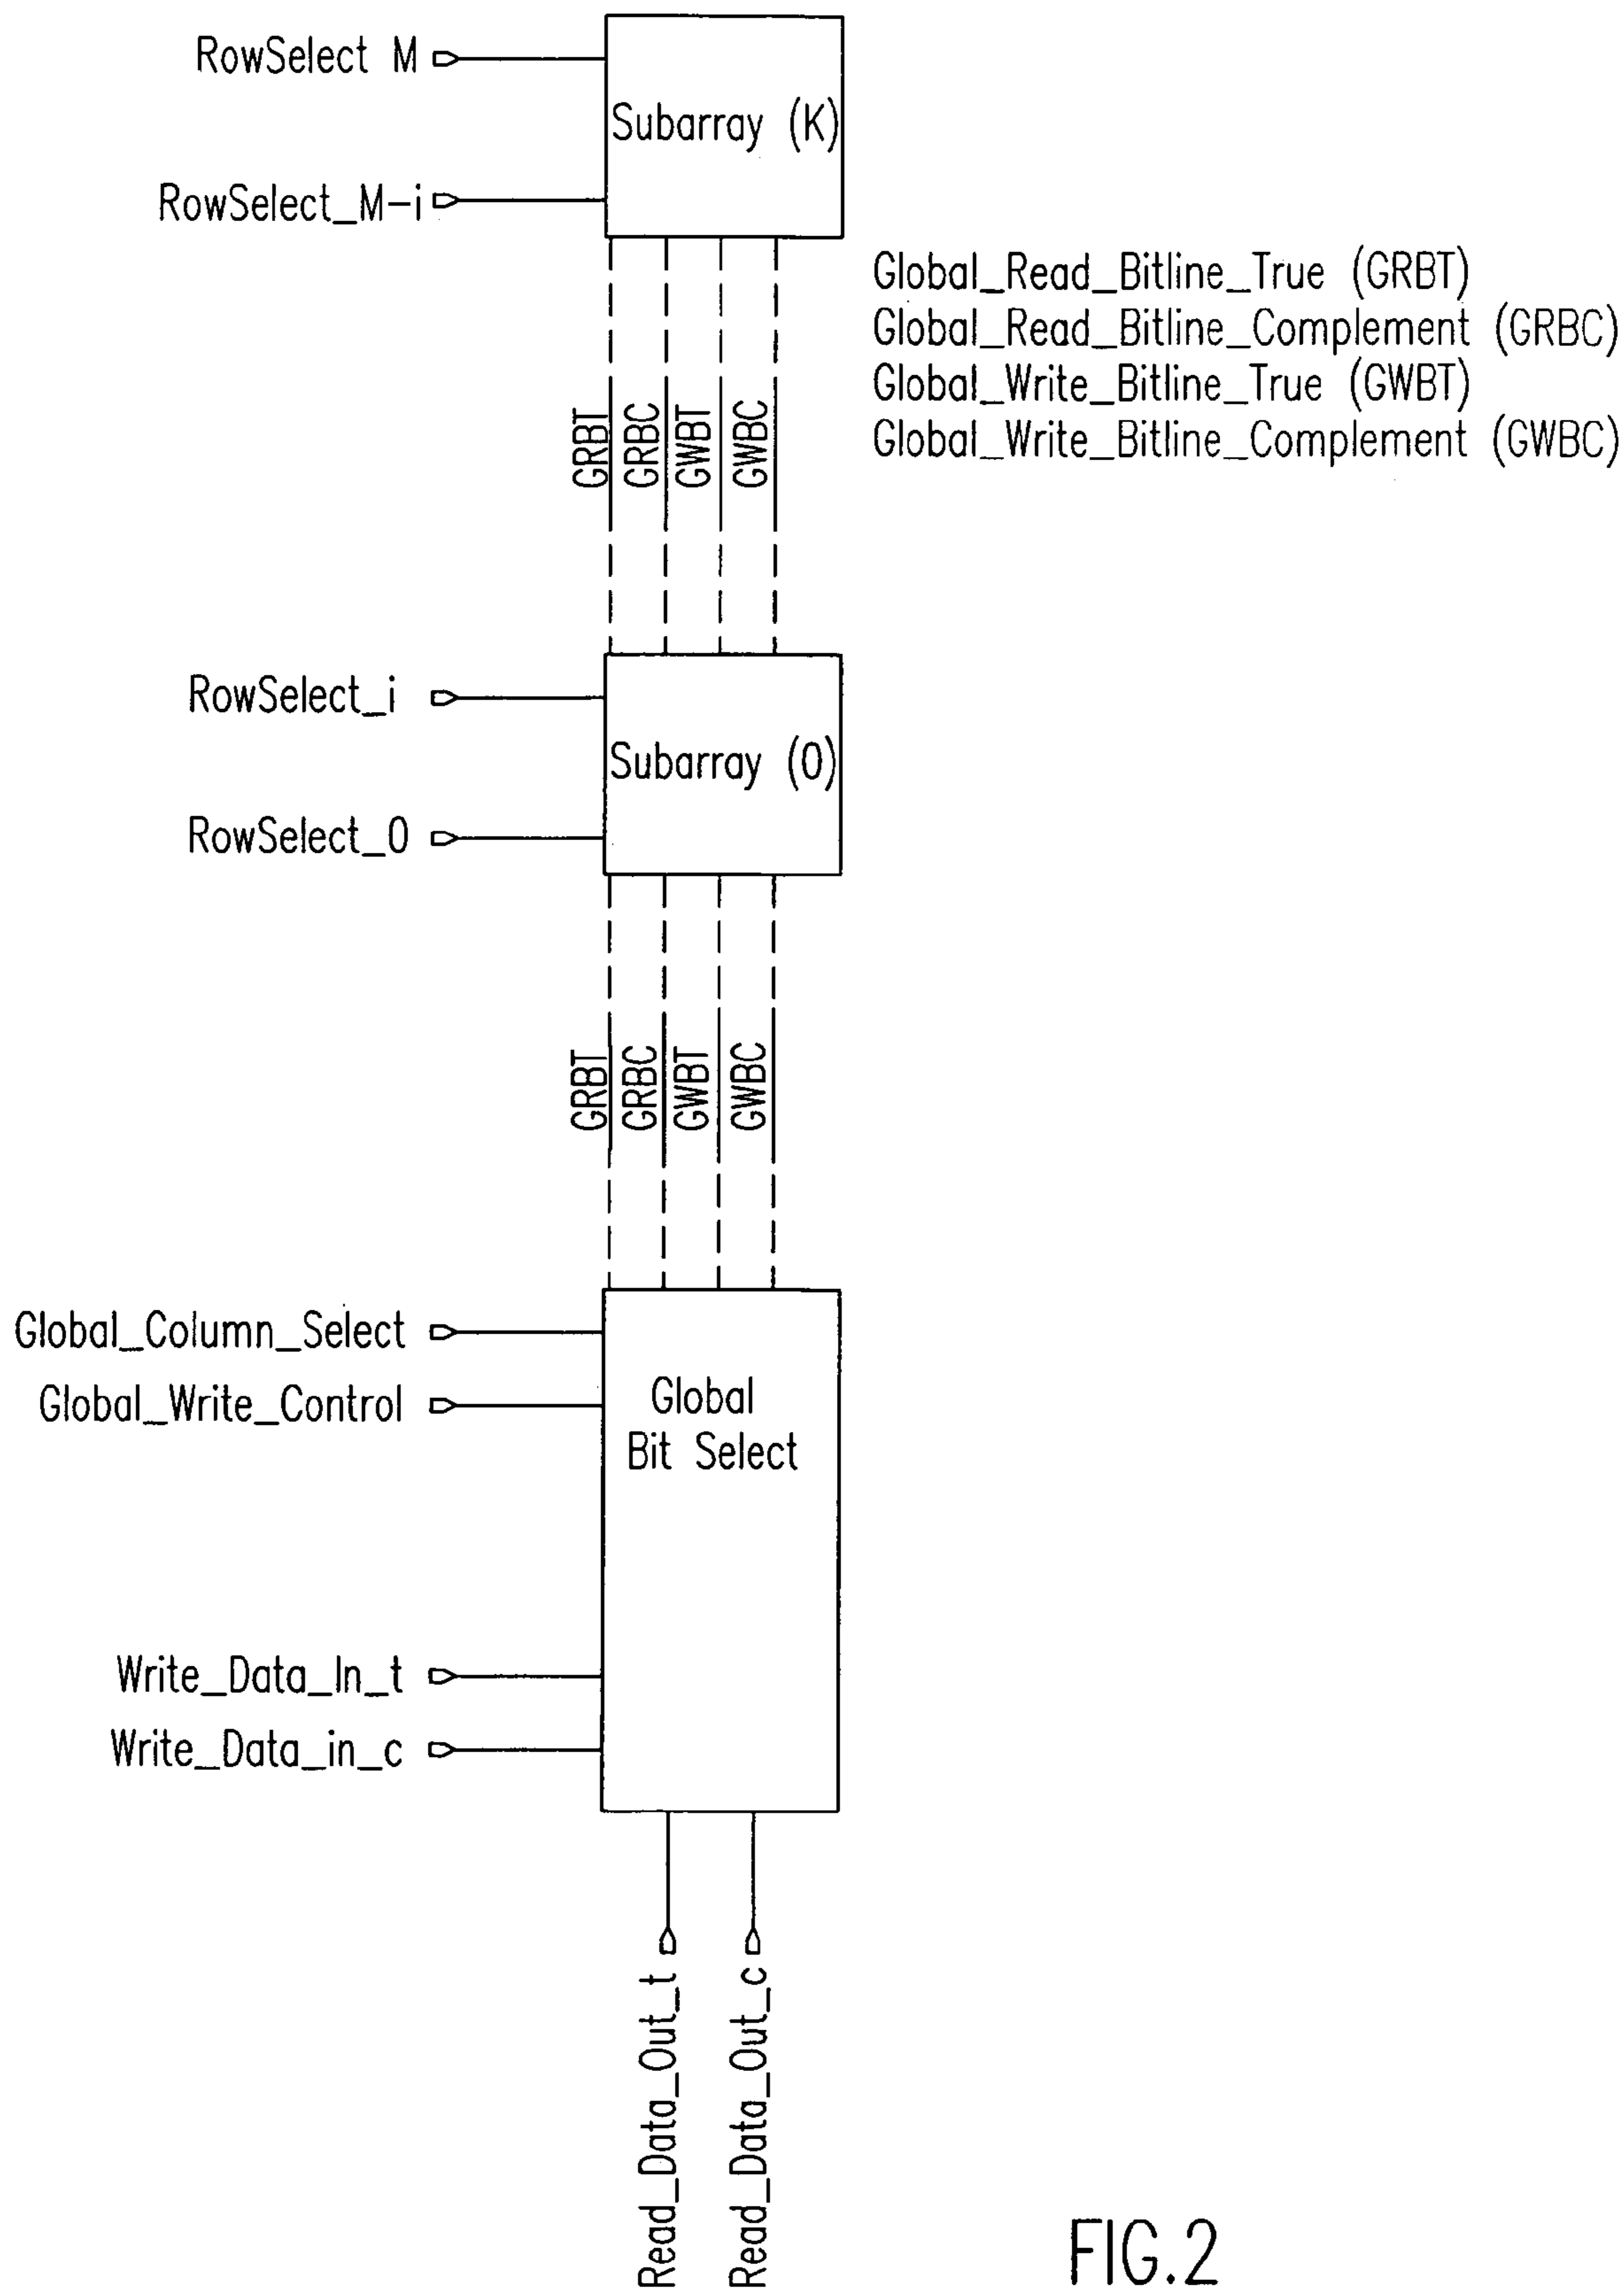 RowSelect M
Subarray (K)
RowSelect_M-i
Global_Read_Bitline_True (GRBT)
Global_Read_Bitline_Complement (GRBC)
Global_Write_Bitline_True (GWBT)
Global_Write_Bitline_Complement (GWBC)
GRBT
GRBC
GWBT
GWBC
RowSelect_i
Subarray (0)
RowSelect_0
GRBT
GRBC
GWBT
GWBC
Global_Column_Select
Global_Write_Control
Global
Bit Select
Write_Data_In_t
Write_Data_in_c
Read_Data_Out_t
Read_Data_Out_c
FIG.2